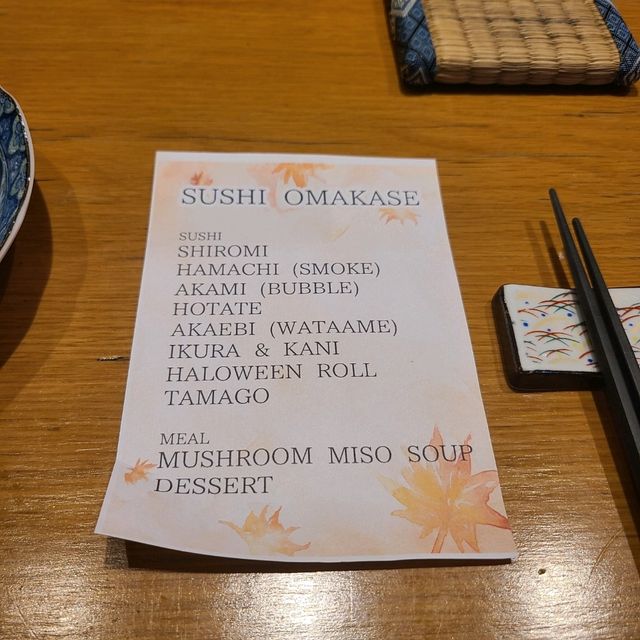 SUSHI OMAKASE
SUSHI
SHIROMI
HAMACHI (SMOKE)
AKAMI (BUBBLE)
HOTATE
AKAEBI (WATAAME)
IKURA & KANI
HALOWEEN ROLL
TAMAGO
MEAL
MUSHROOM MISO SOUP
DESSERT